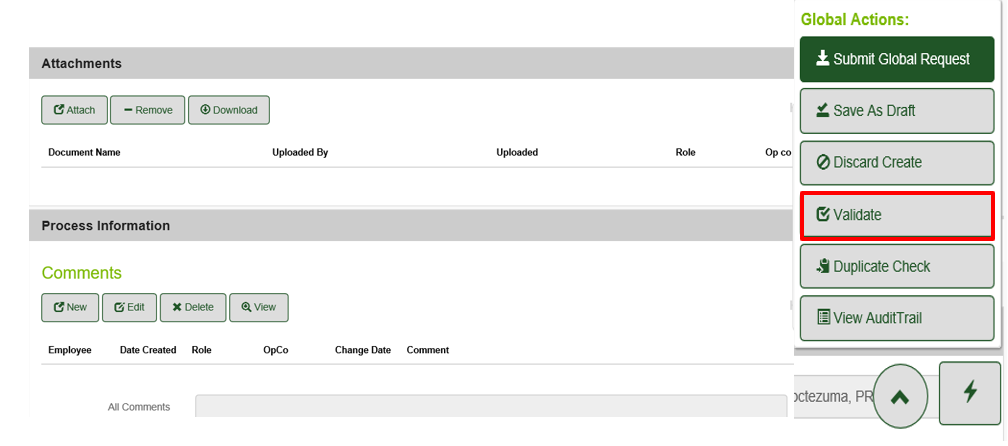 Global Actions:
Submit Global Request
Save As Draft
Discard Create
Validate
Duplicate Check
View AuditTrail
Attachments
Attach Remove Download
Document Name Uploaded By Uploaded Role Op co
Process Information
Comments
New Edit Delete View
Employee Date Created Role OpCo Change Date Comment
All Comments
octezuma, PR